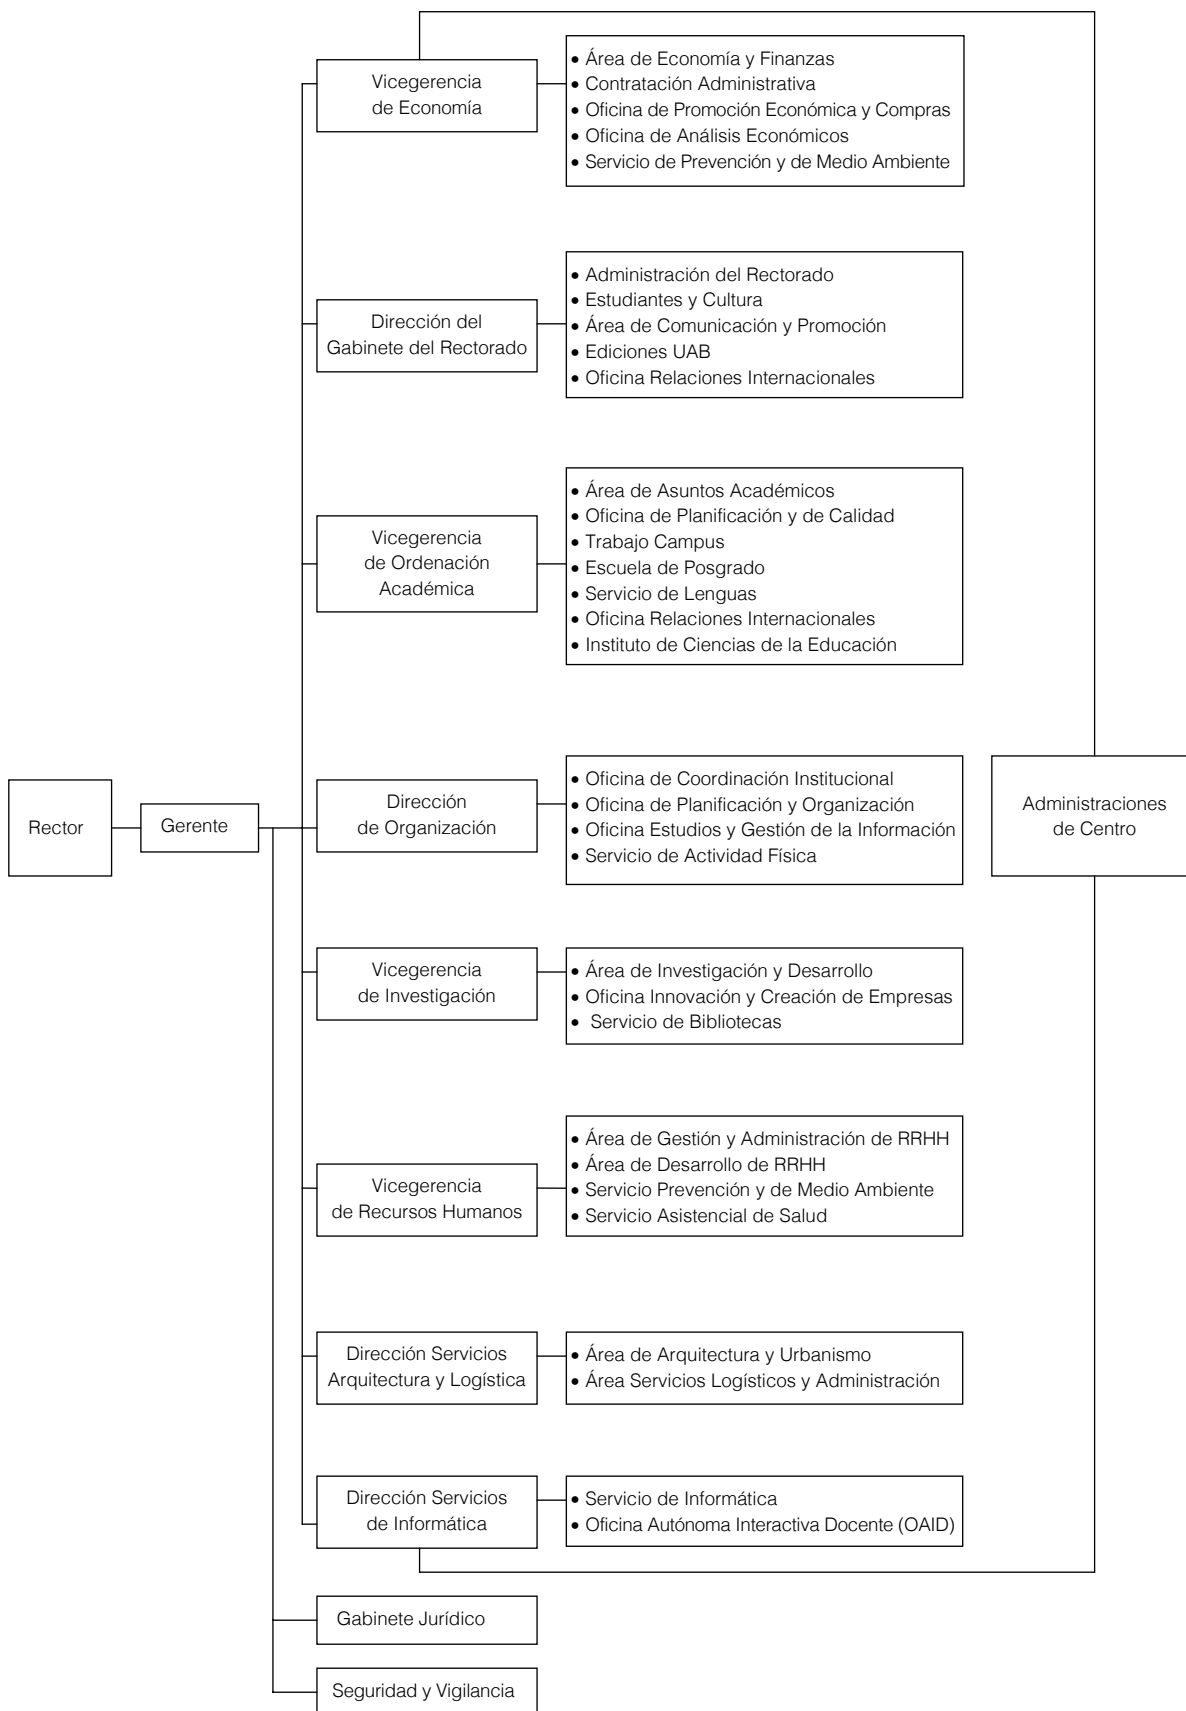 Vicegerencia
de Economía
• Área de Economía y Finanzas
• Contratación Administrativa
• Oficina de Promoción Económica y Compras
• Oficina de Análisis Económicos
• Servicio de Prevención y de Medio Ambiente
Dirección del
Gabinete del Rectorado
• Administración del Rectorado
• Estudiantes y Cultura
• Área de Comunicación y Promoción
• Ediciones UAB
• Oficina Relaciones Internacionales
Vicegerencia
de Ordenación
Académica
• Área de Asuntos Académicos
• Oficina de Planificación y de Calidad
• Trabajo Campus
• Escuela de Posgrado
• Servicio de Lenguas
• Oficina Relaciones Internacionales
• Instituto de Ciencias de la Educación
Rector
Gerente
Dirección
de Organización
• Oficina de Coordinación Institucional
• Oficina de Planificación y Organización
• Oficina Estudios y Gestión de la Información
• Servicio de Actividad Física
Administraciones
de Centro
Vicegerencia
de Investigación
• Área de Investigación y Desarrollo
• Oficina Innovación y Creación de Empresas
• Servicio de Bibliotecas
Vicegerencia
de Recursos Humanos
• Área de Gestión y Administración de RRHH
• Área de Desarrollo de RRHH
• Servicio Prevención y de Medio Ambiente
• Servicio Asistencial de Salud
Dirección Servicios
Arquitectura y Logística
• Área de Arquitectura y Urbanismo
• Área Servicios Logísticos y Administración
Dirección Servicios
de Informática
• Servicio de Informática
• Oficina Autónoma Interactiva Docente (OAID)
Gabinete Jurídico
Seguridad y Vigilancia